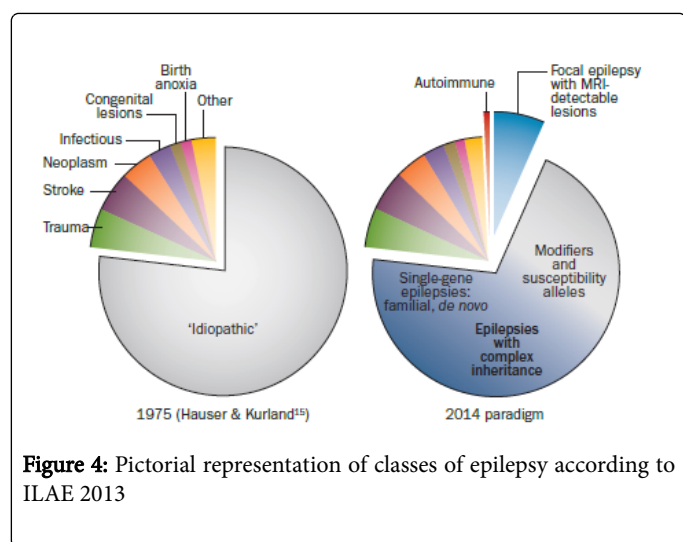 Birth
anoxia
Congenital
lesions
Other
Infectious
Neoplasm
Stroke
Trauma
'Idiopathic'
1975 (Hauser & Kurland¹⁵)
Autoimmune
Focal epilepsy
with MRI-
detectable
lesions
Modifiers
and
susceptibility
alleles
Single-gene
epilepsies:
familial, de novo
Epilepsies
with
complex
inheritance
2014 paradigm
Figure 4: Pictorial representation of classes of epilepsy according to
ILAE 2013